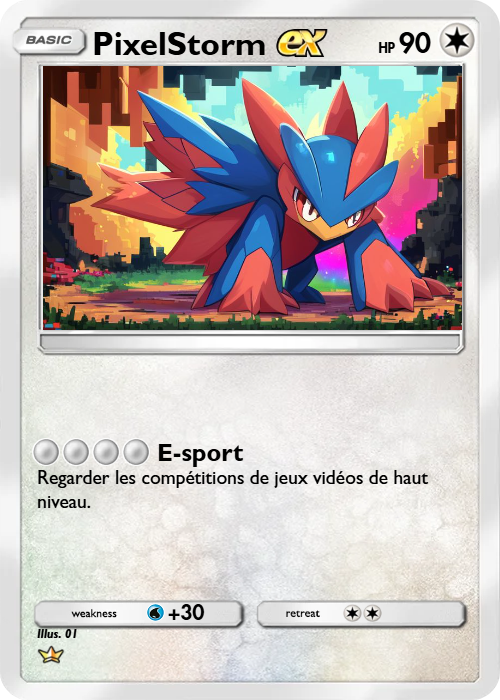 BASIC PixelStorm ex HP 90
E-sport
Regarder les compétitions de jeux vidéos de haut
niveau.
weakness +30 retreat
Illus. 01